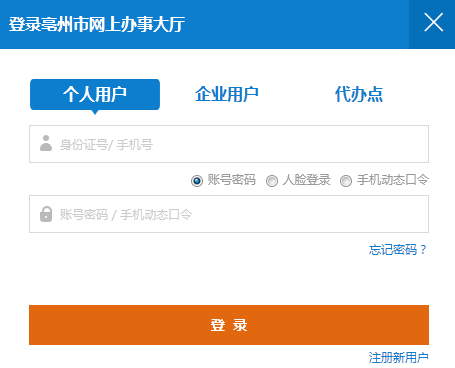 登录亳州市网上办事大厅
个人用户 企业用户 代办点
身份证号/ 手机号
账号密码 人脸登录 手机动态口令
账号密码 / 手机动态口令
忘记密码？
登 录
注册新用户